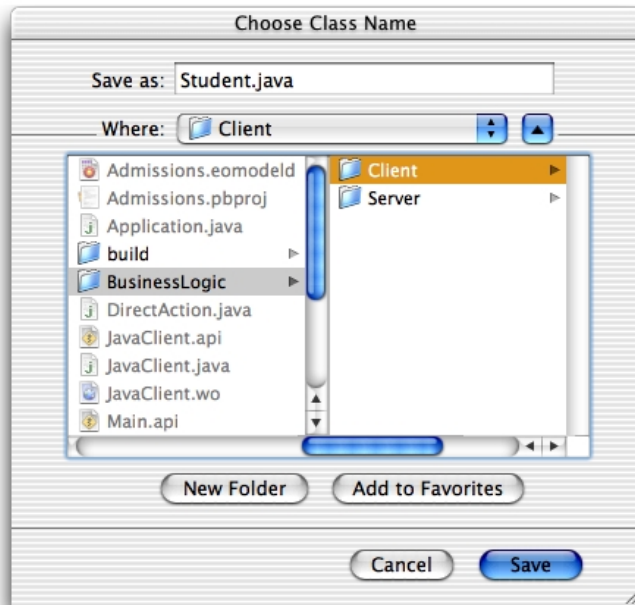 Choose Class Name
Save as: Student.java
Where: Client
Admissions.eomodeld
Admissions.pbproj
Application.java
build
BusinessLogic
DirectAction.java
JavaClient.api
JavaClient.java
JavaClient.wo
Main.api
Client
Server
New Folder
Add to Favorites
Cancel
Save